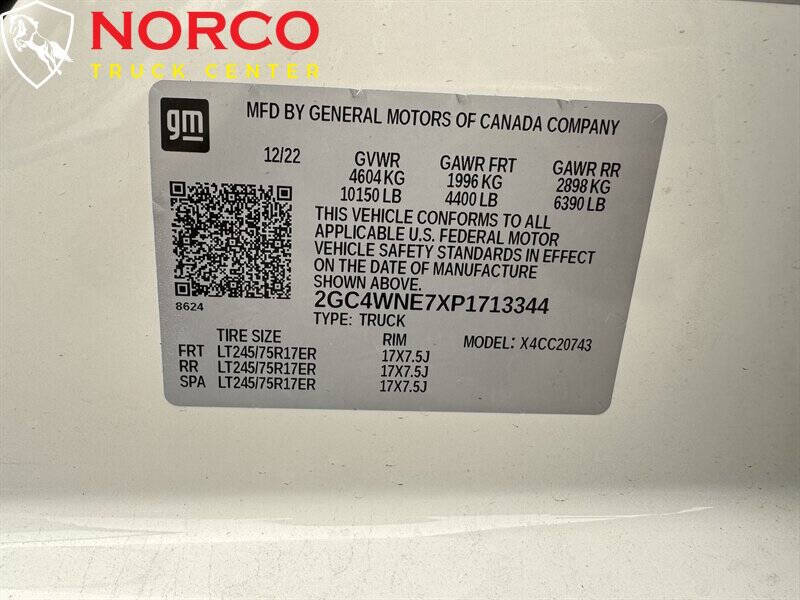 NORCO
TRUCK CENTER
gm
MFD BY GENERAL MOTORS OF CANADA COMPANY
12/22 GVWR GAWR FRT GAWR RR
4604 KG 1996 KG 2898 KG
10150 LB 4400 LB 6390 LB
THIS VEHICLE CONFORMS TO ALL
APPLICABLE U.S. FEDERAL MOTOR
VEHICLE SAFETY STANDARDS IN EFFECT
ON THE DATE OF MANUFACTURE
SHOWN ABOVE.
8624
2GC4WNE7XP1713344
TYPE: TRUCK
MODEL: X4CC20743
TIRE SIZE RIM
FRT LT245/75R17ER 17X7.5J
RR LT245/75R17ER 17X7.5J
SPA LT245/75R17ER 17X7.5J